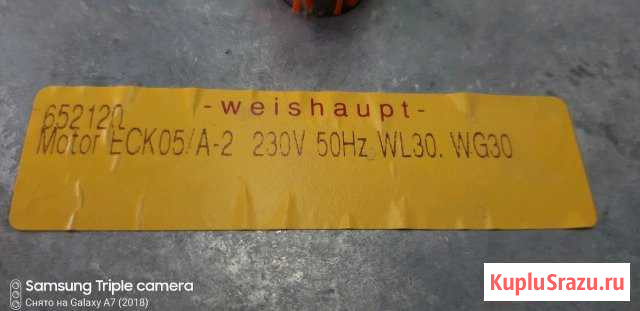 -weishaupt-
652120
Motor ECK05/A-2 230V 50Hz WL30. WG30
Samsung Triple camera
Снято на Galaxy A7 (2018)
KupluSrazu.ru